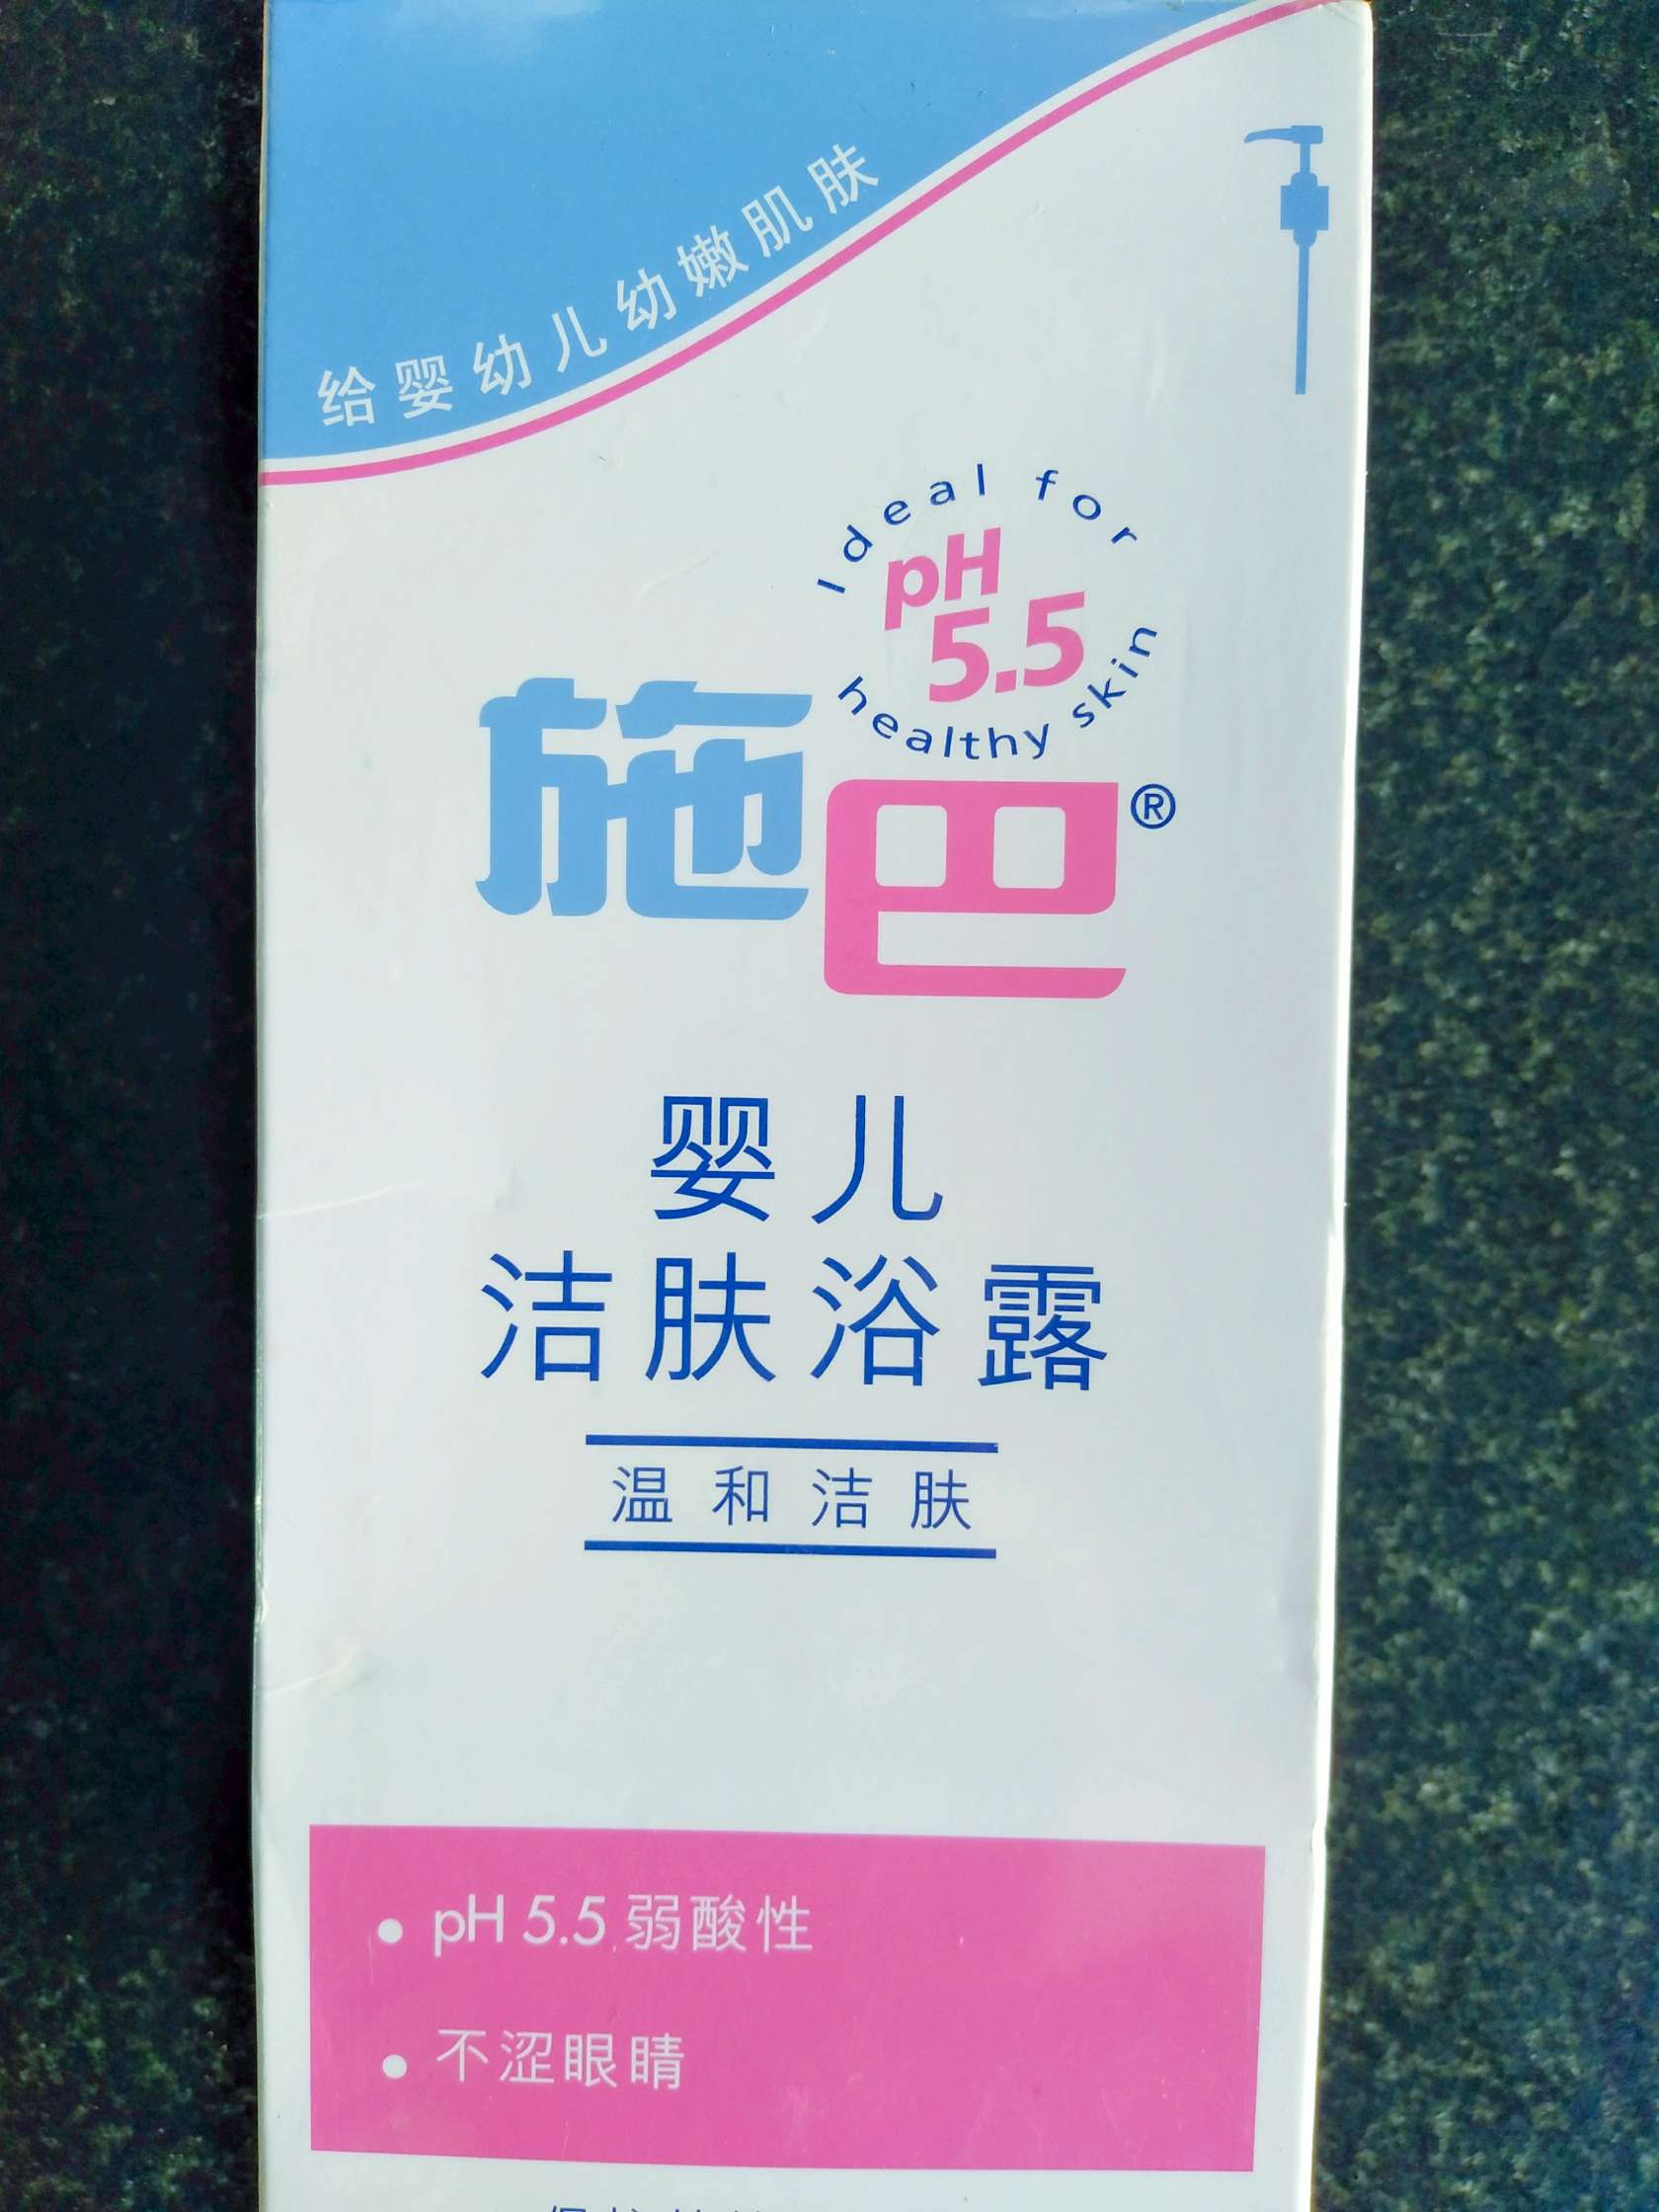 给婴幼儿幼嫩肌肤
Ideal for
pH
5.5
healthy skin
施巴®
婴儿
洁肤浴露
温和洁肤
• pH 5.5 弱酸性
• 不涩眼睛